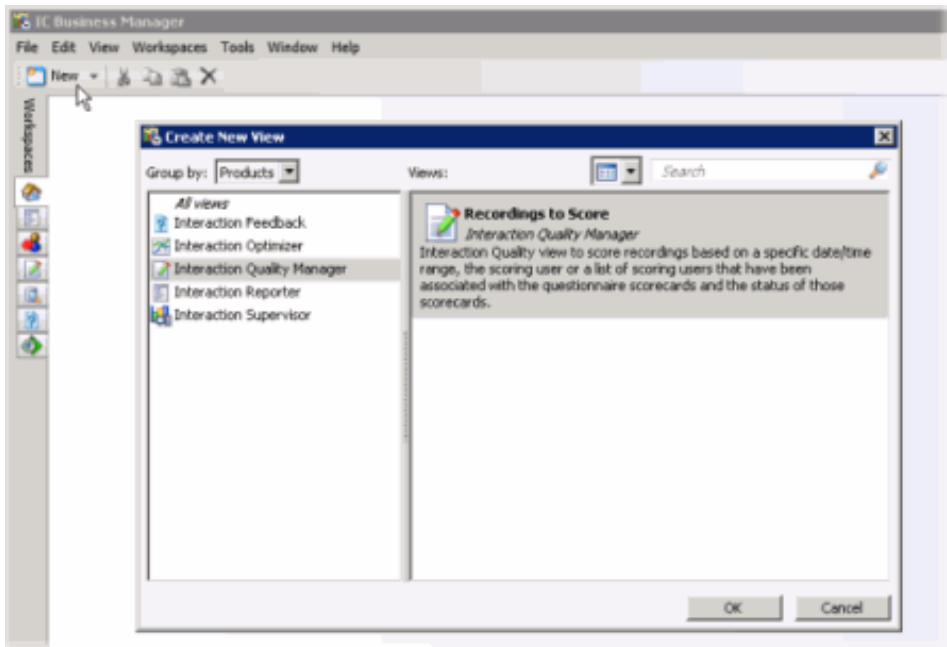 IC Business Manager
File Edit View Workspaces Tools Window Help
New
Workspaces
Create New View
Group by: Products
Views:
Search
All views
Interaction Feedback
Interaction Optimizer
Interaction Quality Manager
Interaction Reporter
Interaction Supervisor
Recordings to Score
Interaction Quality Manager
Interaction Quality view to score recordings based on a specific date/time
range, the scoring user or a list of scoring users that have been
associated with the questionnaire scorecards and the status of those
scorecards.
OK Cancel